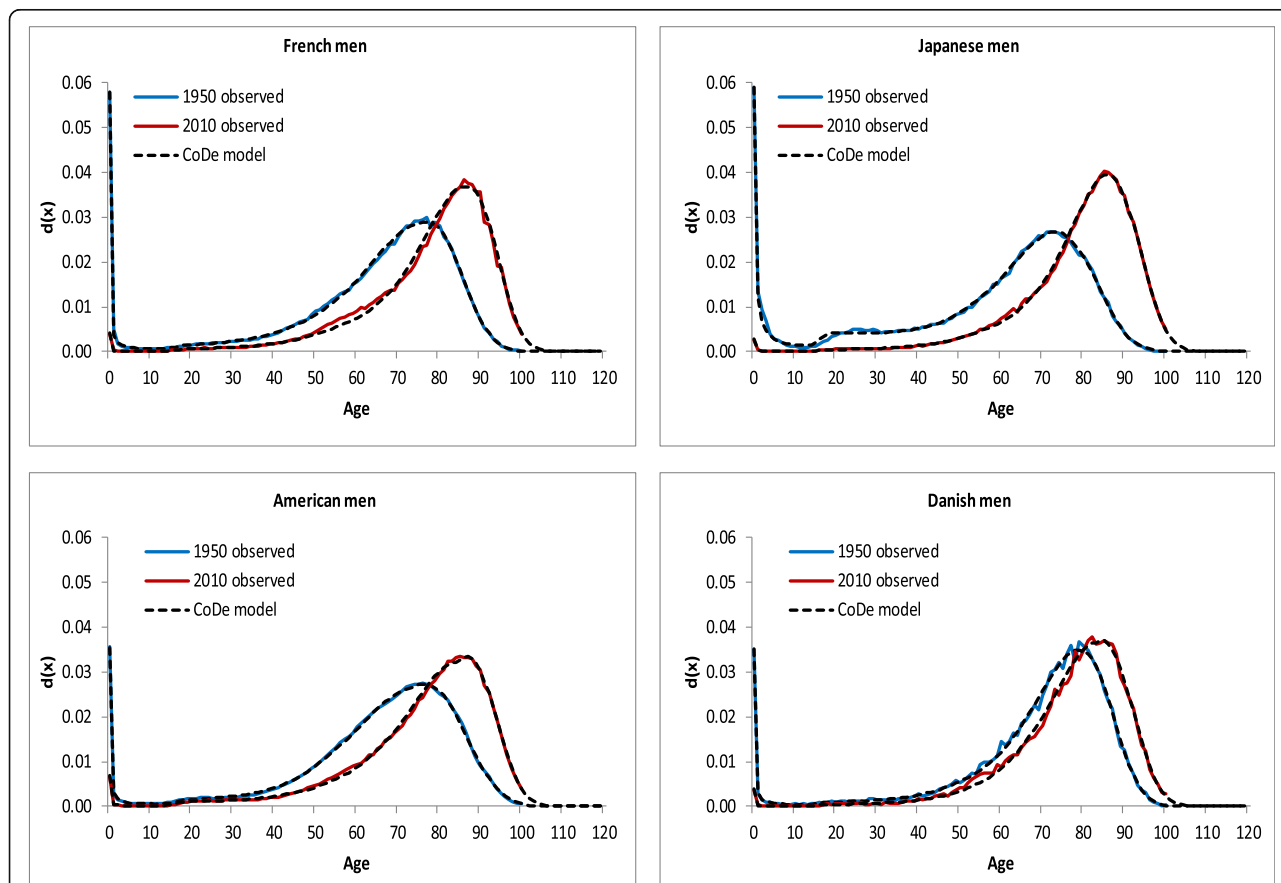 French men
0.06
1950 observed
0.05
2010 observed
0.04
CoDe model
d(x)
0.03
0.02
0.01
0.00
0 10 20 30 40 50 60 70 80 90 100 110 120
Age
Japanese men
0.06
1950 observed
0.05
2010 observed
0.04
CoDe model
d(x)
0.03
0.02
0.01
0.00
0 10 20 30 40 50 60 70 80 90 100 110 120
Age
American men
0.06
1950 observed
0.05
2010 observed
0.04
CoDe model
d(x)
0.03
0.02
0.01
0.00
0 10 20 30 40 50 60 70 80 90 100 110 120
Age
Danish men
0.06
1950 observed
0.05
2010 observed
0.04
CoDe model
d(x)
0.03
0.02
0.01
0.00
0 10 20 30 40 50 60 70 80 90 100 110 120
Age